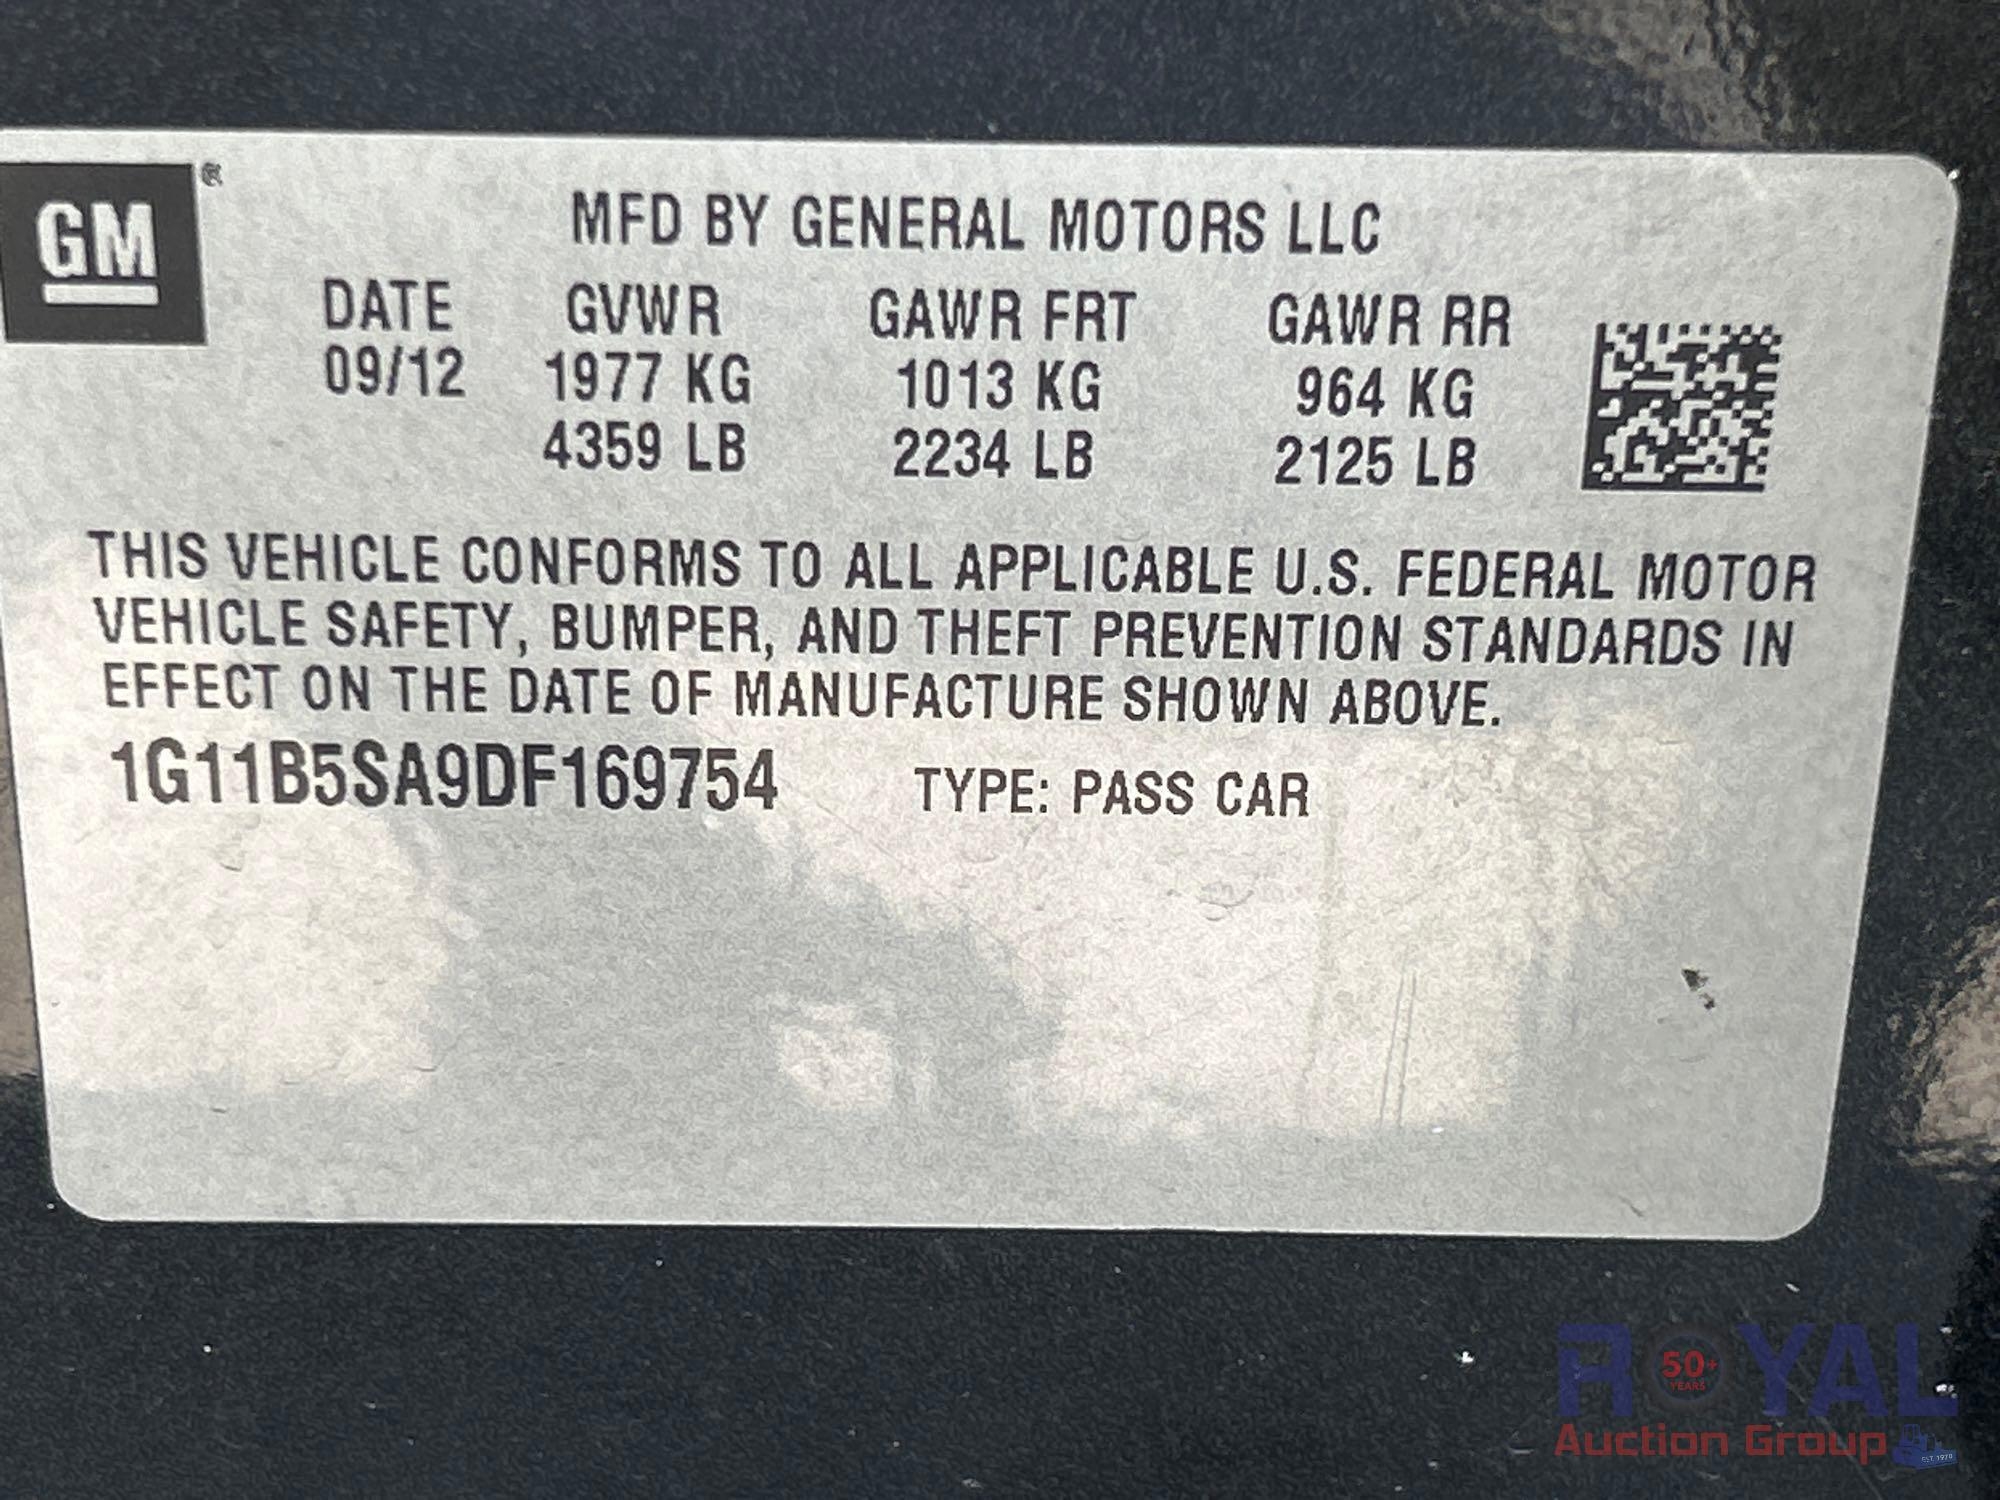 GM®
MFD BY GENERAL MOTORS LLC
DATE GVWR GAWR FRT GAWR RR
09/12 1977 KG 1013 KG 964 KG
4359 LB 2234 LB 2125 LB
THIS VEHICLE CONFORMS TO ALL APPLICABLE U.S. FEDERAL MOTOR
VEHICLE SAFETY, BUMPER, AND THEFT PREVENTION STANDARDS IN
EFFECT ON THE DATE OF MANUFACTURE SHOWN ABOVE.
1G11B5SA9DF169754 TYPE: PASS CAR
ROYAL
50+
YEARS
Auction Group
EST. 1970